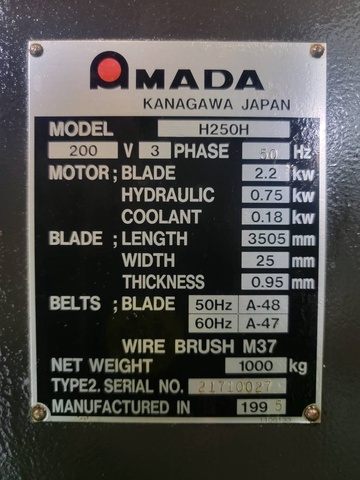 AMADA
KANAGAWA JAPAN
MODEL H250H
200 V 3 PHASE 50 Hz
MOTOR; BLADE 2.2 kw
HYDRAULIC 0.75 kw
COOLANT 0.18 kw
BLADE; LENGTH 3505 mm
WIDTH 25 mm
THICKNESS 0.95 mm
BELTS; BLADE 50Hz A-48
60Hz A-47
WIRE BRUSH M37
NET WEIGHT 1000 kg
TYPE2. SERIAL NO. 21710027
MANUFACTURED IN 1995